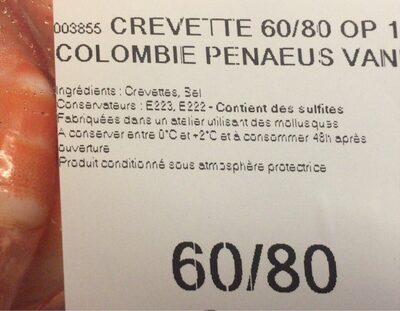 003855 CREVETTE 60/80 OP 1
COLOMBIE PENAEUS VAN
Ingrédients : Crevettes, Sel
Conservateurs : E223, E222 - Contient des sulfites
Fabriquées dans un atelier utilisant des mollusques
A conserver entre 0°C et +2°C et à consommer 48h après
ouverture
Produit conditionné sous atmosphère protectrice
60/80